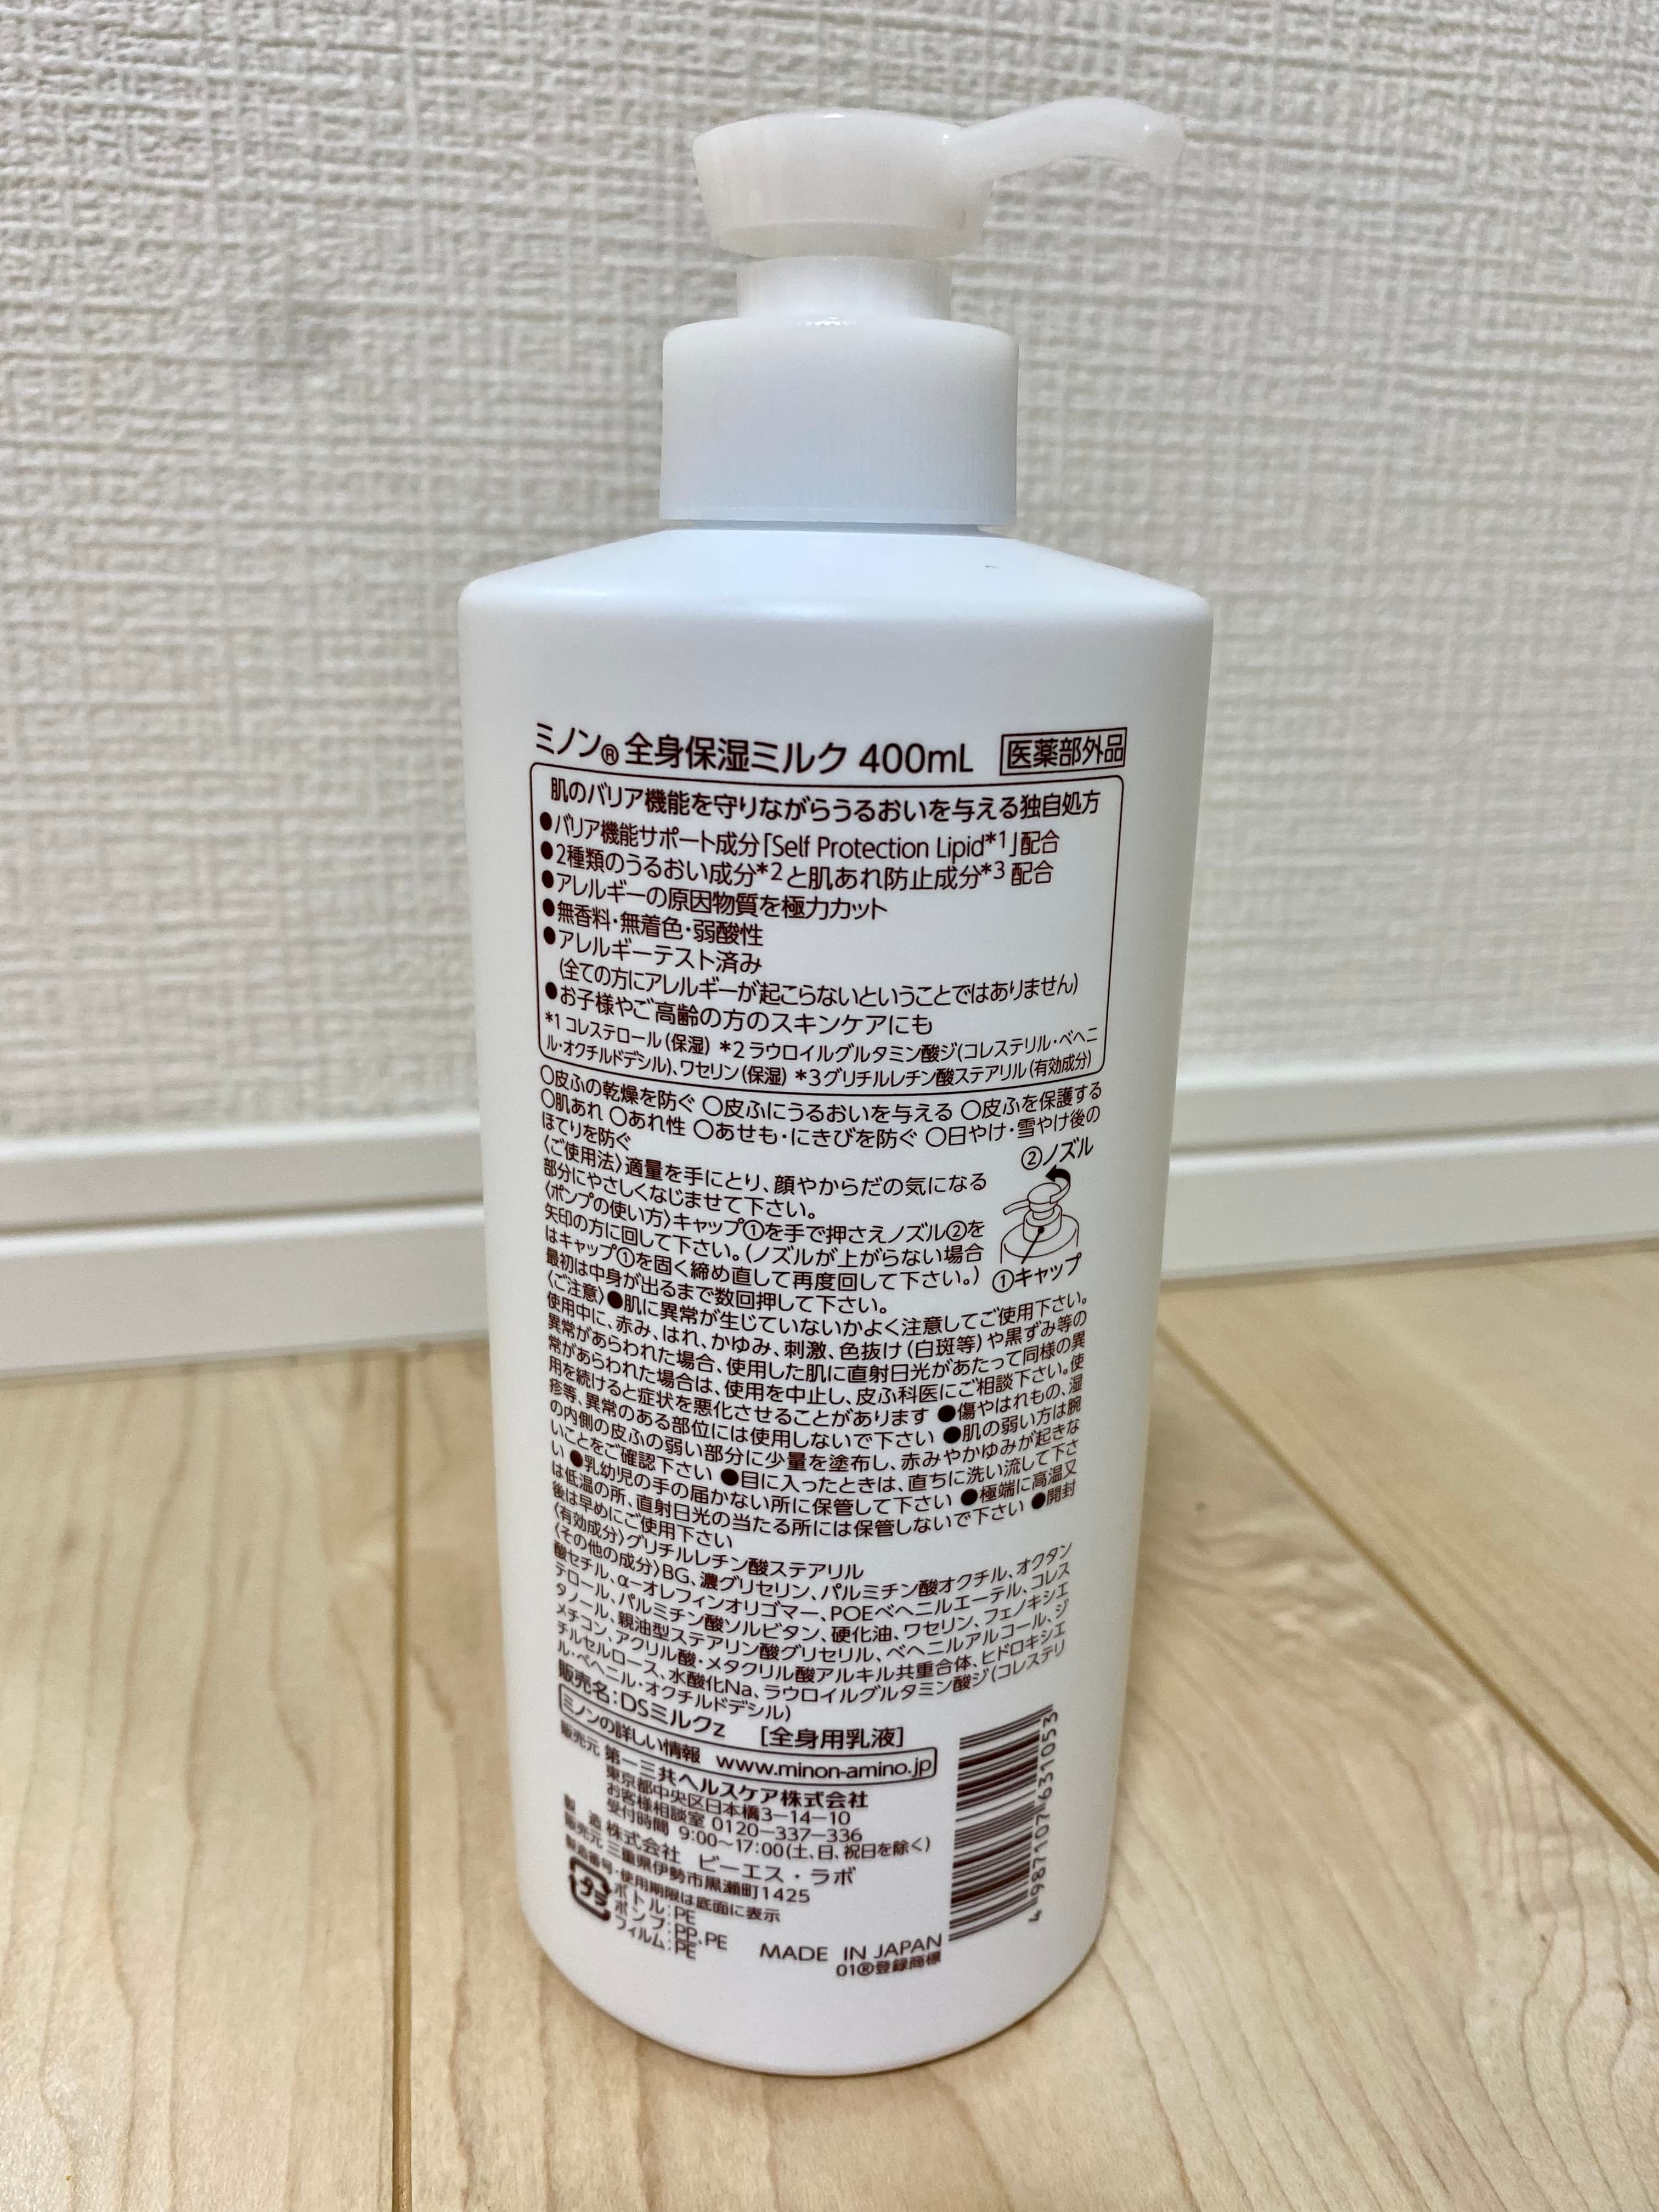 ミノン® 全身保湿ミルク 400mL 医薬部外品
肌のバリア機能を守りながらうるおいを与える独自処方
●バリア機能サポート成分「Self Protection Lipid*1」配合
●2種類のうるおい成分*2と肌あれ防止成分*3 配合
●アレルギーの原因物質を極力カット
●無香料・無着色・弱酸性
●アレルギーテスト済み
(全ての方にアレルギーが起こらないということではありません)
●お子様やご高齢の方のスキンケアにも
*1 コレステロール(保湿) *2 ラウロイルグルタミン酸ジ(コレステリル・ベヘニ
ル・オクチルドデシル)、ワセリン(保湿) *3 グリチルレチン酸ステアリル(有効成分)
○皮ふの乾燥を防ぐ ○皮ふにうるおいを与える ○皮ふを保護する
○肌あれ ○あれ性 ○あせも・にきびを防ぐ ○日やけ・雪やけ後の
ほてりを防ぐ
〈ご使用法〉適量を手にとり、顔やからだの気になる
部分にやさしくなじませて下さい。
〈ポンプの使い方〉キャップ①を手で押さえノズル②を
矢印の方に回して下さい。(ノズルが上がらない場合
はキャップ①を固く締め直して再度回して下さい。)
最初は中身が出るまで数回押して下さい。
②ノズル
①キャップ
〈ご注意〉●肌に異常が生じていないかよく注意してご使用下さい。
使用中に、赤み、はれ、かゆみ、刺激、色抜け(白斑等)や黒ずみ等の
異常があらわれた場合、使用した肌に直射日光があたって同様の異
常があらわれた場合は、使用を中止し、皮ふ科医にご相談下さい。使
用を続けると症状を悪化させることがあります ●傷やはれもの、湿
疹等、異常のある部位には使用しないで下さい ●肌の弱い方は腕
の内側の皮ふの弱い部分に少量を塗布し、赤みやかゆみが起きな
いことをご確認下さい ●目に入ったときは、直ちに洗い流して下さ
い ●乳幼児の手の届かない所に保管して下さい ●極端に高温又
は低温の所、直射日光の当たる所には保管しないで下さい ●開封
後は早めにご使用下さい
〈有効成分〉グリチルレチン酸ステアリル
〈その他の成分〉BG、濃グリセリン、パルミチン酸オクチル、オクタン
酸セチル、α-オレフィンオリゴマー、POEベヘニルエーテル、コレス
テロール、パルミチン酸ソルビタン、硬化油、ワセリン、フェノキシエ
タノール、親油型ステアリン酸グリセリル、ベヘニルアルコール、ジ
メチコン、アクリル酸・メタクリル酸アルキル共重合体、ヒドロキシエ
チルセルロース、水酸化Na、ラウロイルグルタミン酸ジ(コレステリ
ル・ベヘニル・オクチルドデシル)
販売名：DSミルクz [全身用乳液]
ミノンの詳しい情報 www.minon-amino.jp
販売元 第一三共ヘルスケア株式会社
東京都中央区日本橋3-14-10
お客様相談室 0120-337-336
受付時間 9:00～17:00(土、日、祝日を除く)
製造販売元 株式会社 ビーエス・ラボ
三重県伊勢市黒瀬町1425
製造番号・使用期限は底面に表示
プラ
ボトル：PE
ポンプ：PP、PE
フィルム：PE
MADE IN JAPAN
01®登録商標
4987107631053